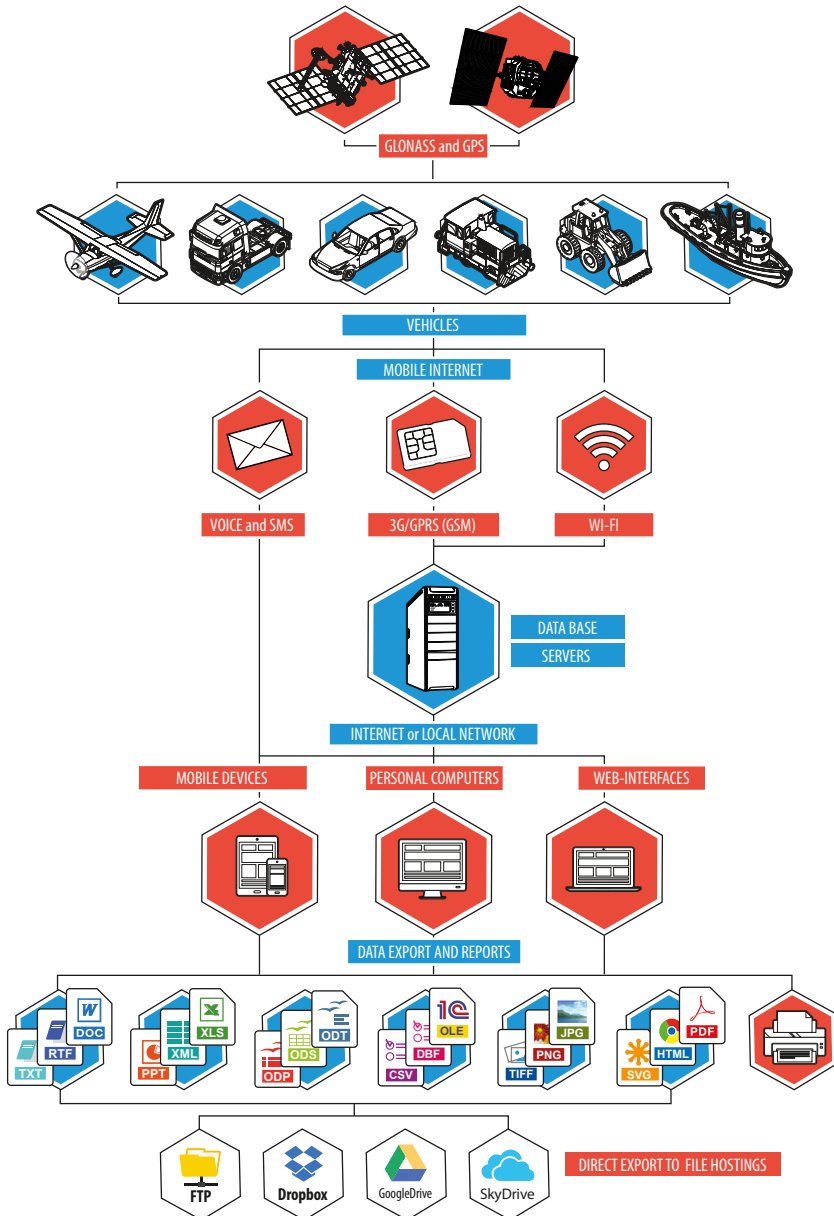 GLONASS and GPS
VEHICLES
MOBILE INTERNET
VOICE and SMS
3G/GPRS (GSM)
WI-FI
DATA BASE
SERVERS
INTERNET or LOCAL NETWORK
MOBILE DEVICES
PERSONAL COMPUTERS
WEB-INTERFACES
DATA EXPORT AND REPORTS
W
DOC
RTF
TXT
X
XLS
XML
PPT
ODT
ODS
ODP
1C
OLE
DBF
CSV
JPG
PNG
TIFF
PDF
HTML
SVG
FTP
Dropbox
GoogleDrive
SkyDrive
DIRECT EXPORT TO FILE HOSTINGS